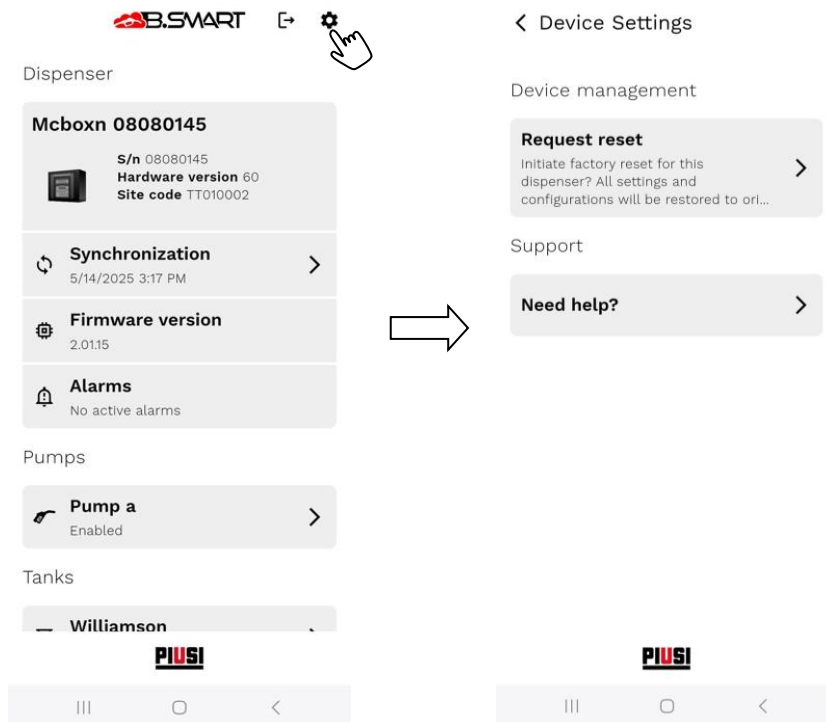 B.SMART
Dispenser
Mcboxn 08080145
S/n 08080145
Hardware version 60
Site code TT010002
Synchronization
5/14/2025 3:17 PM
Firmware version
2.01.15
Alarms
No active alarms
Pumps
Pump a
Enabled
Tanks
Williamson
PIUSI
Device Settings
Device management
Request reset
Initiate factory reset for this
dispenser? All settings and
configurations will be restored to ori...
Support
Need help?
PIUSI